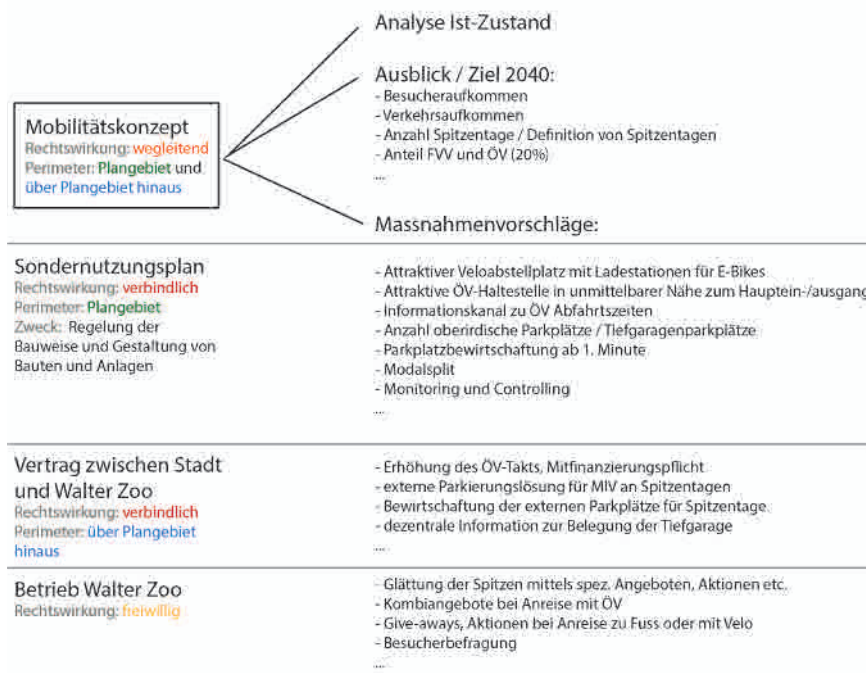 Analyse Ist-Zustand
Ausblick / Ziel 2040:
- Besucheraufkommen
- Verkehrsaufkommen
- Anzahl Spitzentage / Definition von Spitzentagen
- Anteil FVV und ÖV (20%)
...
Mobilitätskonzept
Rechtswirkung: wegleitend
Perimeter: Plangebiet und
über Plangebiet hinaus
Massnahmenvorschläge:
Sondernutzungsplan
Rechtswirkung: verbindlich
Perimeter: Plangebiet
Zweck: Regelung der
Bauweise und Gestaltung von
Bauten und Anlagen
- Attraktiver Veloabstellplatz mit Ladestationen für E-Bikes
- Attraktive ÖV-Haltestelle in unmittelbarer Nähe zum Hauptein-/ausgang
- Informationskanal zu ÖV Abfahrtszeiten
- Anzahl oberirdische Parkplätze / Tiefgaragenparkplätze
- Parkplatzbewirtschaftung ab 1. Minute
- Modalsplit
- Monitoring und Controlling
...
Vertrag zwischen Stadt
und Walter Zoo
Rechtswirkung: verbindlich
Perimeter: über Plangebiet
hinaus
- Erhöhung des ÖV-Takts, Mitfinanzierungspflicht
- externe Parkierungslösung für MIV an Spitzentagen
- Bewirtschaftung der externen Parkplätze für Spitzentage
- dezentrale Information zur Belegung der Tiefgarage
...
Betrieb Walter Zoo
Rechtswirkung: freiwillig
- Glättung der Spitzen mittels spez. Angeboten, Aktionen etc.
- Kombiangebote bei Anreise mit ÖV
- Give-aways, Aktionen bei Anreise zu Fuss oder mit Velo
- Besucherbefragung
...